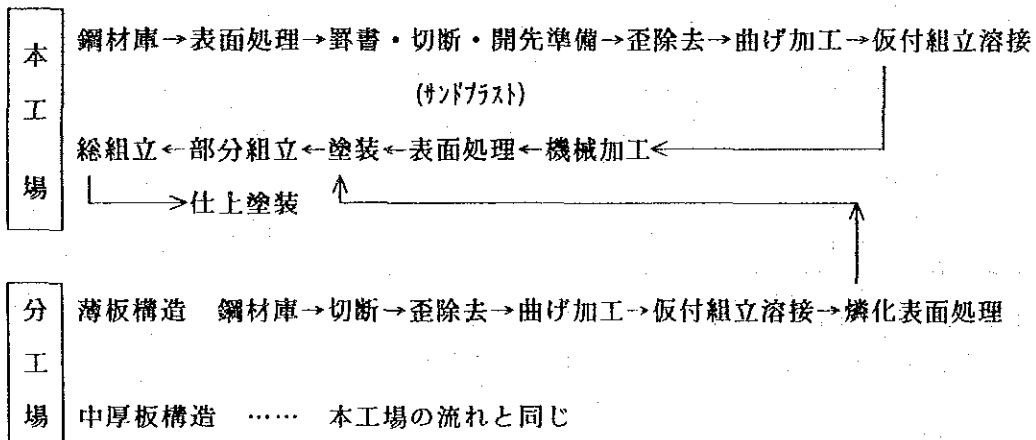 本工場
鋼材庫→表面処理→罫書・切断・開先準備→歪除去→曲げ加工→仮付組立溶接
(サンドブラスト)
総組立←部分組立←塗装←表面処理←機械加工←
→仕上塗装
分工場
薄板構造 鋼材庫→切断→歪除去→曲げ加工→仮付組立溶接→燐化表面処理
中厚板構造 …… 本工場の流れと同じ